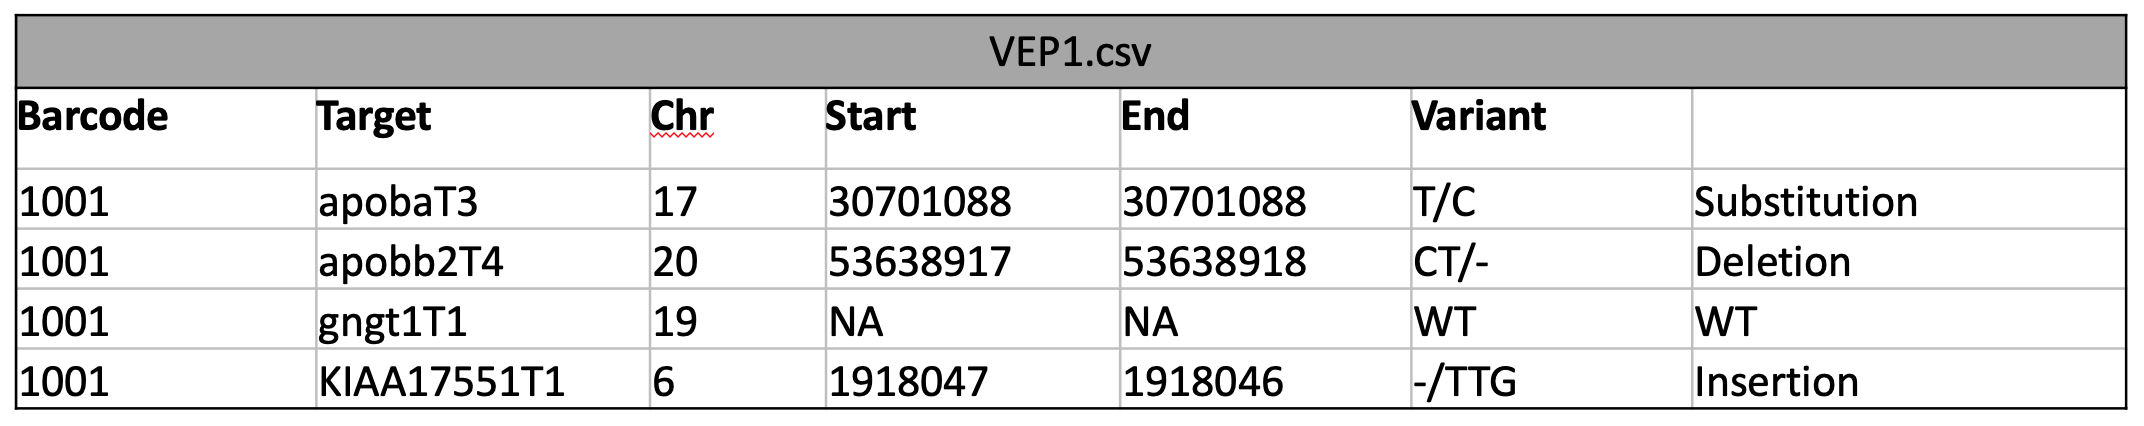 VEP1.csv
Barcode Target Chr Start End Variant
1001 apobaT3 17 30701088 30701088 T/C Substitution
1001 apobb2T4 20 53638917 53638918 CT/- Deletion
1001 gngt1T1 19 NA NA WT WT
1001 KIAA17551T1 6 1918047 1918046 -/TTG Insertion